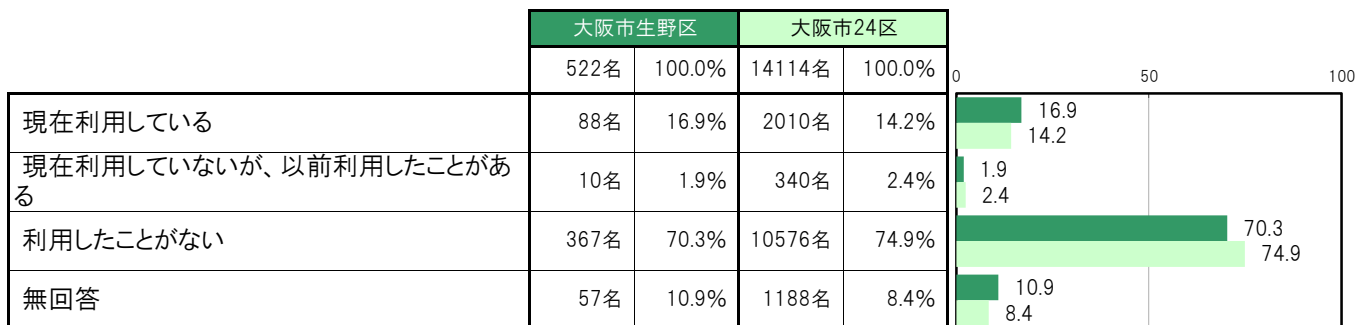 大阪市生野区 大阪市24区
522名 100.0% 14114名 100.0% 0 50 100
現在利用している 88名 16.9% 2010名 14.2% 16.9
14.2
現在利用していないが、以前利用したことがあ
る 10名 1.9% 340名 2.4% 1.9
2.4
利用したことがない 367名 70.3% 10576名 74.9% 70.3
74.9
無回答 57名 10.9% 1188名 8.4% 10.9
8.4